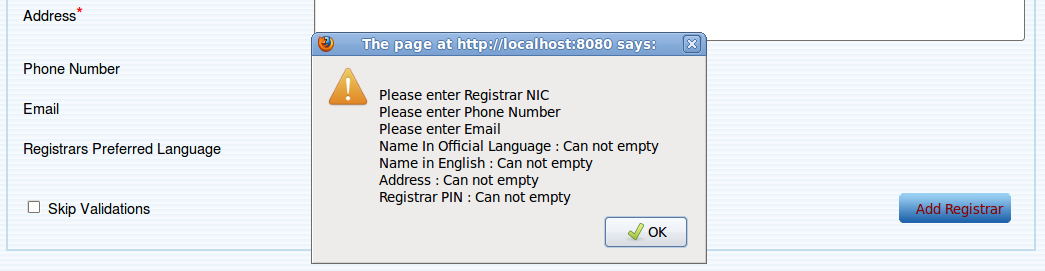 Address*
The page at http://localhost:8080 says:
Phone Number
Please enter Registrar NIC
Please enter Phone Number
Email
Please enter Email
Name In Official Language : Can not empty
Registrars Preferred Language
Name in English : Can not empty
Address : Can not empty
Registrar PIN : Can not empty
Skip Validations
Add Registrar
OK